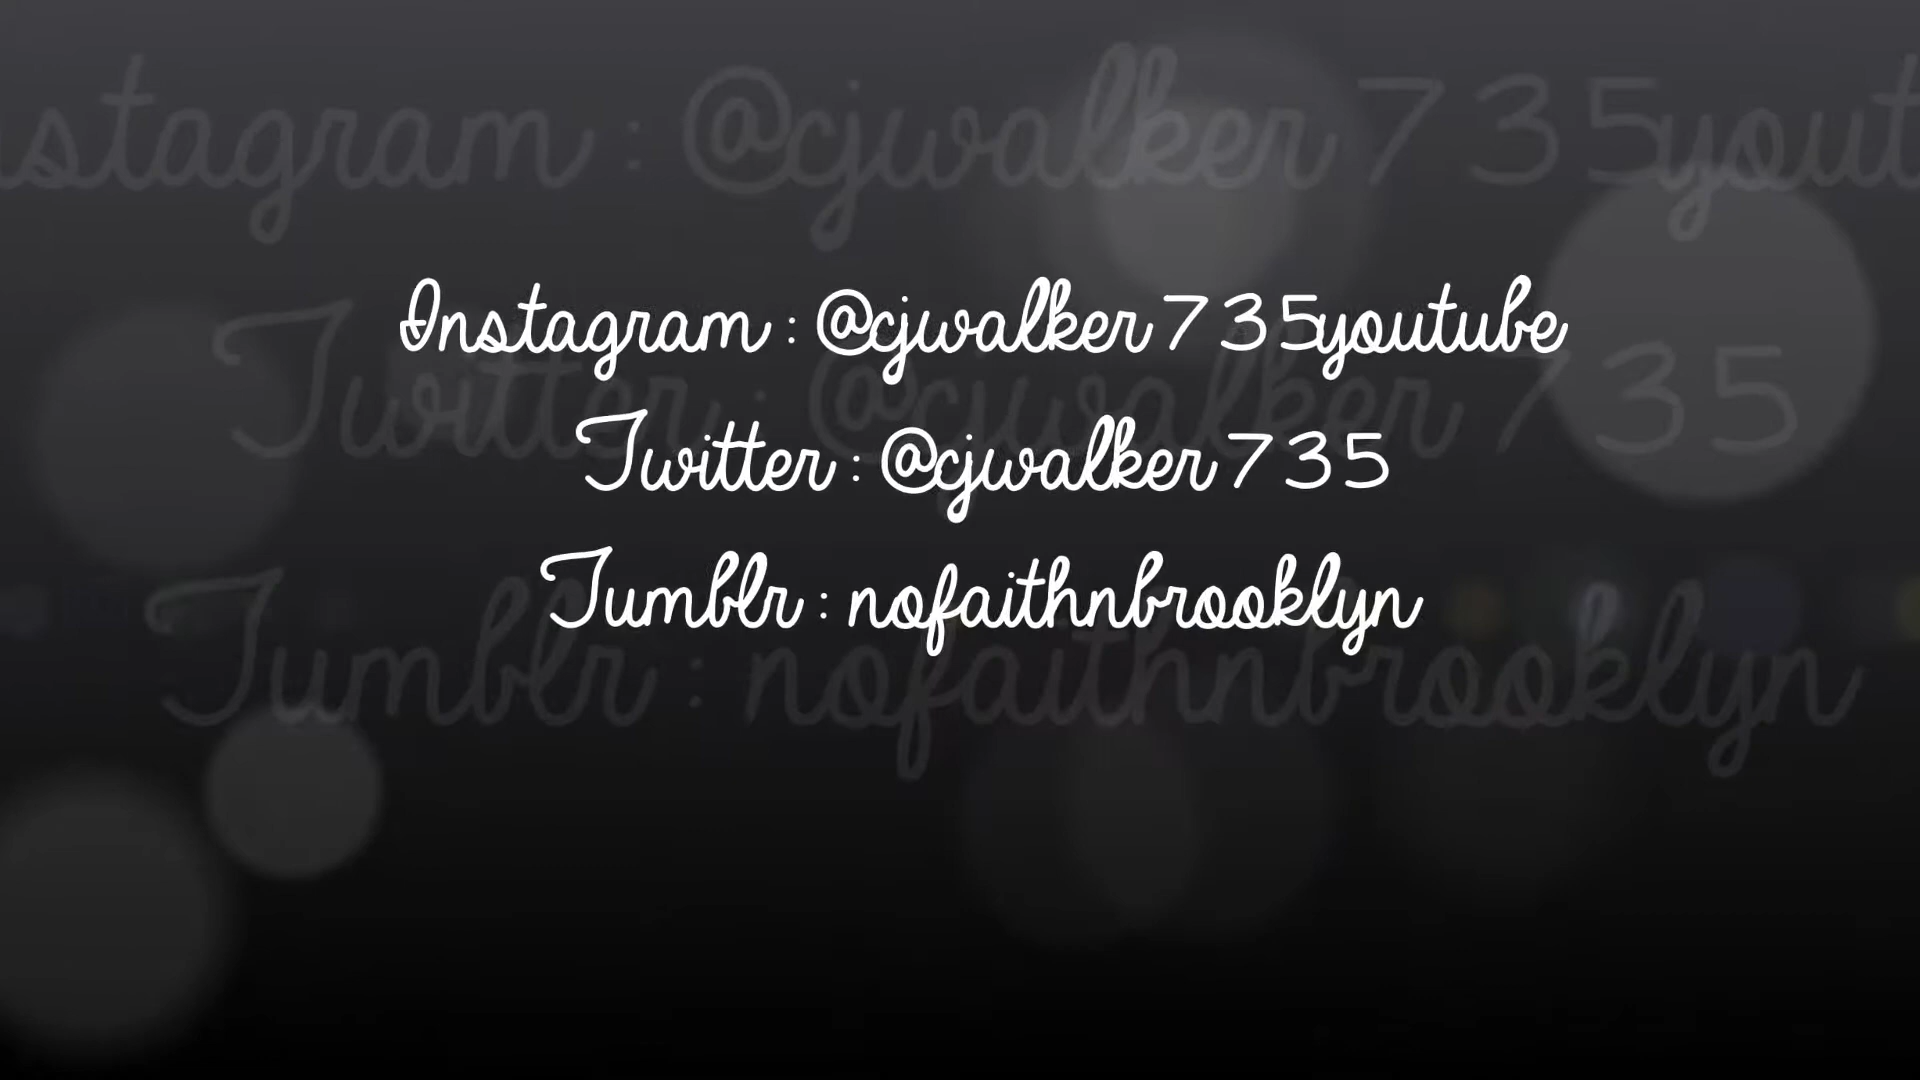 Instagram : @cjwalker735youtube
Twitter : @cjwalker735
Tumblr : nofaithnbrooklyn